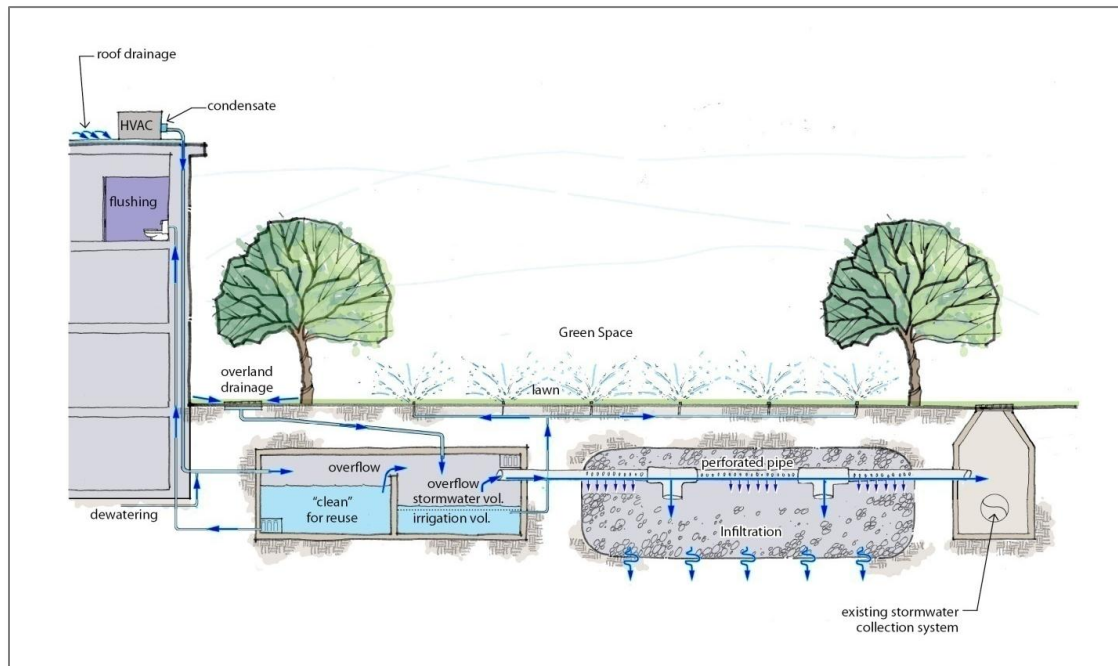 roof drainage
condensate
HVAC
flushing
Green Space
overland
drainage
lawn
overflow
perforated pipe
overflow
stormwater vol.
"clean"
for reuse
irrigation vol.
dewatering
Infiltration
existing stormwater
collection system